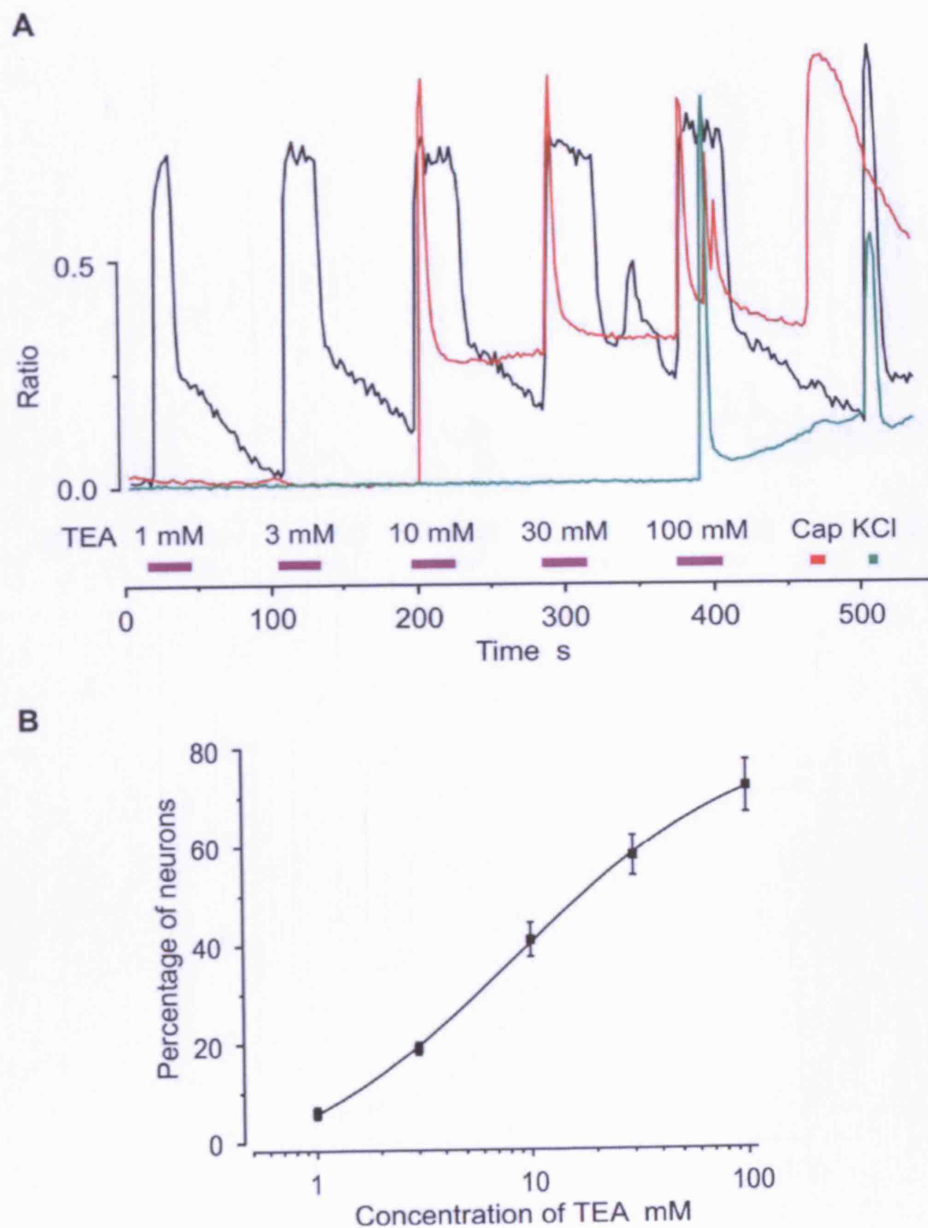 A
0.5
Ratio
0.0
TEA 1 mM 3 mM 10 mM 30 mM 100 mM Cap KCl
0 100 200 300 400 500
Time s
B
80
60
40
20
0
Percentage of neurons
1 10 100
Concentration of TEA mM